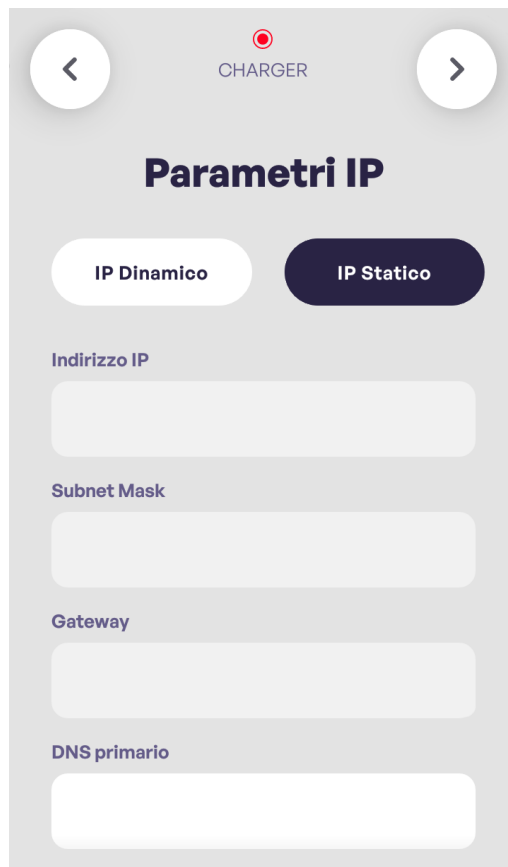 CHARGER
Parametri IP
IP Dinamico
IP Statico
Indirizzo IP
Subnet Mask
Gateway
DNS primario